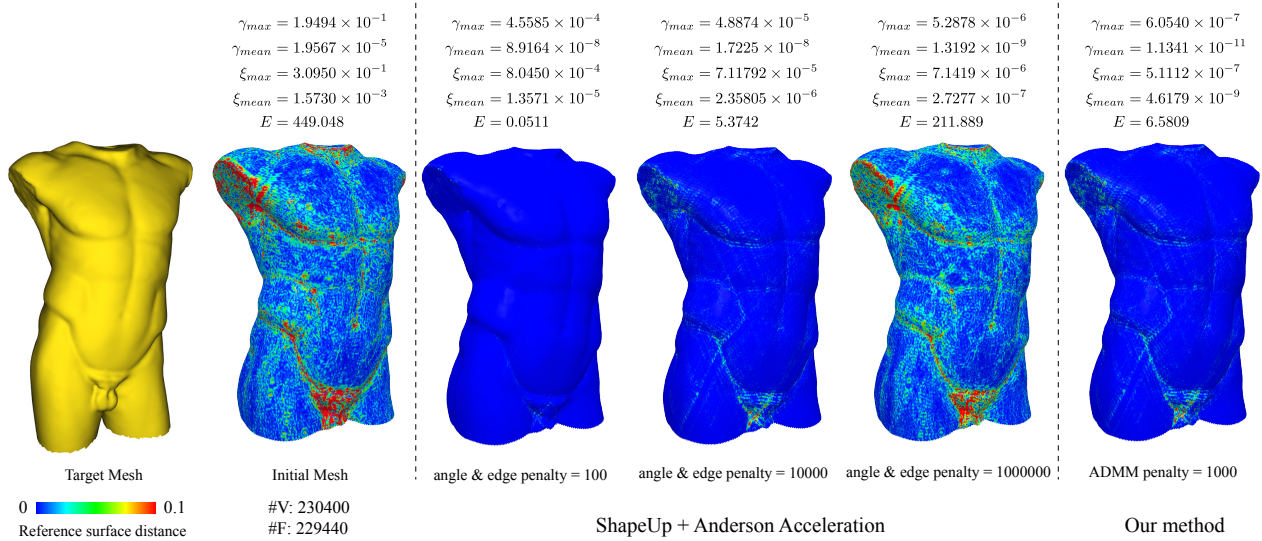 γmax = 1.9494 × 10⁻¹
γmean = 1.9567 × 10⁻⁵
ξmax = 3.0950 × 10⁻¹
ξmean = 1.5730 × 10⁻³
E = 449.048
γmax = 4.5585 × 10⁻⁴
γmean = 8.9164 × 10⁻⁸
ξmax = 8.0450 × 10⁻⁴
ξmean = 1.3571 × 10⁻⁵
E = 0.0511
γmax = 4.8874 × 10⁻⁵
γmean = 1.7225 × 10⁻⁸
ξmax = 7.11792 × 10⁻⁵
ξmean = 2.35805 × 10⁻⁶
E = 5.3742
γmax = 5.2878 × 10⁻⁶
γmean = 1.3192 × 10⁻⁹
ξmax = 7.1419 × 10⁻⁶
ξmean = 2.7277 × 10⁻⁷
E = 211.889
γmax = 6.0540 × 10⁻⁷
γmean = 1.1341 × 10⁻¹¹
ξmax = 5.1112 × 10⁻⁷
ξmean = 4.6179 × 10⁻⁹
E = 6.5809
Target Mesh
Initial Mesh
angle & edge penalty = 100
angle & edge penalty = 10000
angle & edge penalty = 1000000
ADMM penalty = 1000
0 0.1
Reference surface distance
#V: 230400
#F: 229440
ShapeUp + Anderson Acceleration
Our method